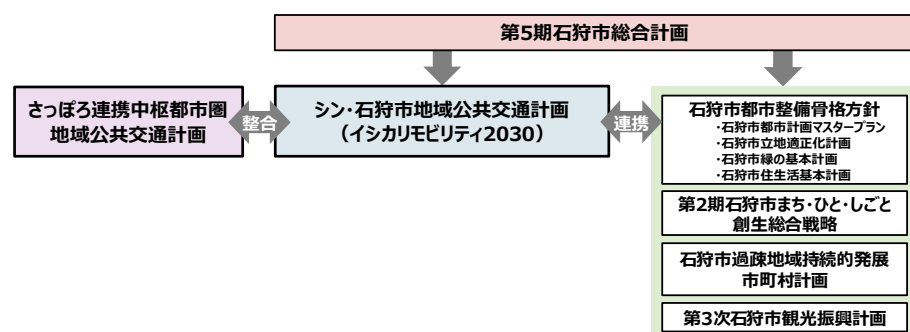 第5期石狩市総合計画
さっぽろ連携中枢都市圏
地域公共交通計画
整合
シン・石狩市地域公共交通計画
（イシカリモビリティ2030）
連携
石狩市都市整備骨格方針
・石狩市都市計画マスタープラン
・石狩市立地適正化計画
・石狩市緑の基本計画
・石狩市住生活基本計画
第2期石狩市まち・ひと・しごと
創生総合戦略
石狩市過疎地域持続的発展
市町村計画
第3次石狩市観光振興計画